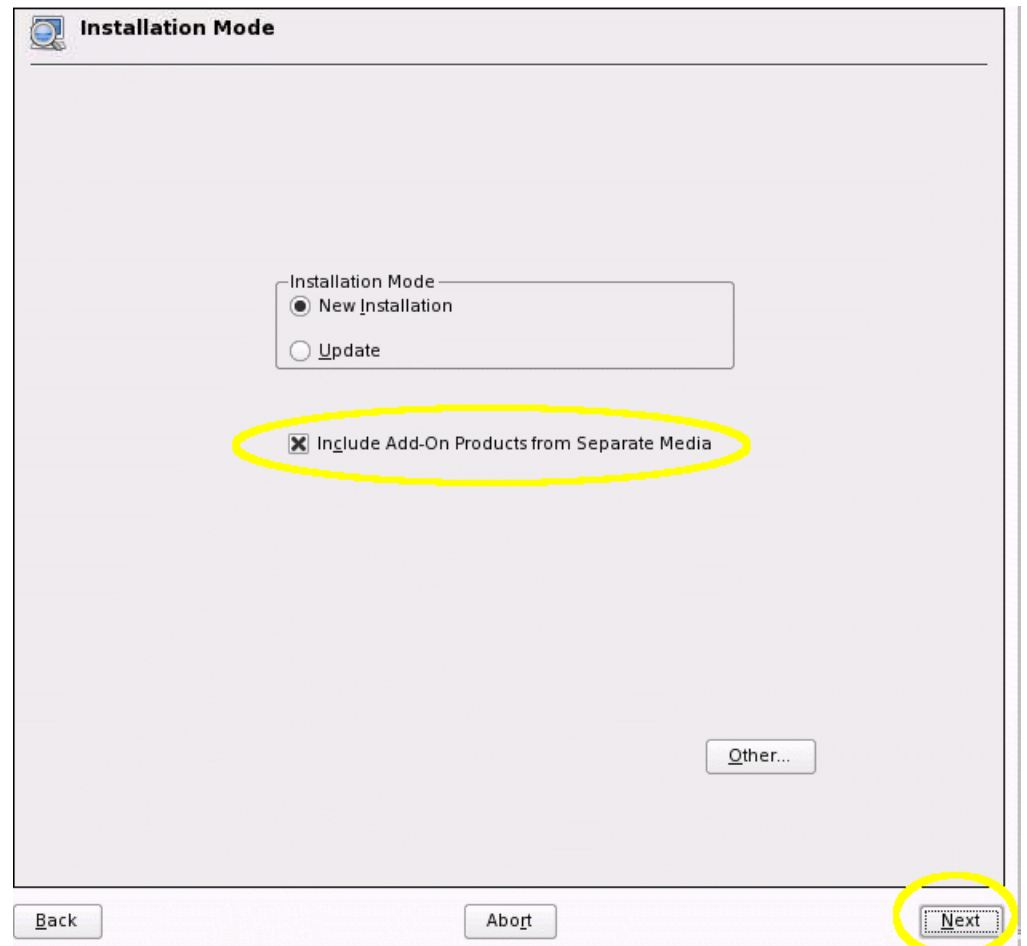 Installation Mode
Installation Mode
New Installation
Update
Include Add-On Products from Separate Media
Other...
Back
Abort
Next